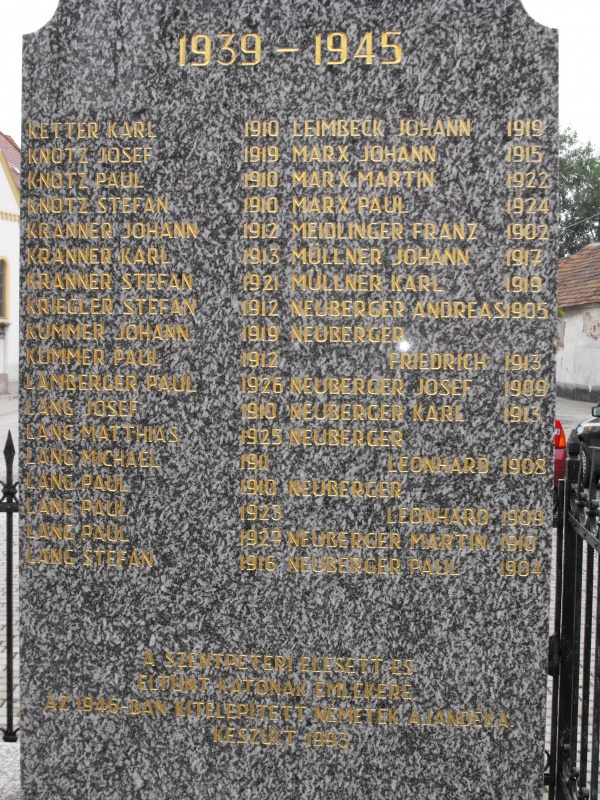 1939 – 1945
KETTER KARL 1910
KNOTZ JOSEF 1919
KNOTZ PAUL 1910
KNOTZ STEFAN 1910
KRANNER JOHANN 1912
KRANNER KARL 1913
KRANNER STEFAN 1921
KRIEGLER STEFAN 1912
KUMMER JOHANN 1919
KUMMER PAUL 1912
LAMBERGER PAUL 1926
LANG JOSEF 1910
LANG MATTHIAS 1925
LANG MICHAEL 1911
LANG PAUL 1910
LANG PAUL 1923
LANG PAUL 1927
LANG STEFAN 1916
LEIMBECK JOHANN 1919
MARX JOHANN 1915
MARX MARTIN 1922
MARX PAUL 1924
MEIDLINGER FRANZ 1902
MÜLLNER JOHANN 1917
MÜLLNER KARL 1919
NEUBERGER ANDREAS 1905
NEUBERGER
FRIEDRICH 1913
NEUBERGER JOSEF 1909
NEUBERGER KARL 1913
NEUBERGER
LEONHARD 1908
NEUBERGER
LEONHARD 1909
NEUBERGER MARTIN 1910
NEUBERGER PAUL 1904
A SZENTPÉTERI ELESETT ÉS
ELTŰNT KATONÁK EMLÉKÉRE
AZ 1946-BAN KITELEPÍTETT NÉMETEK AJÁNDÉKA.
KÉSZÜLT 1993